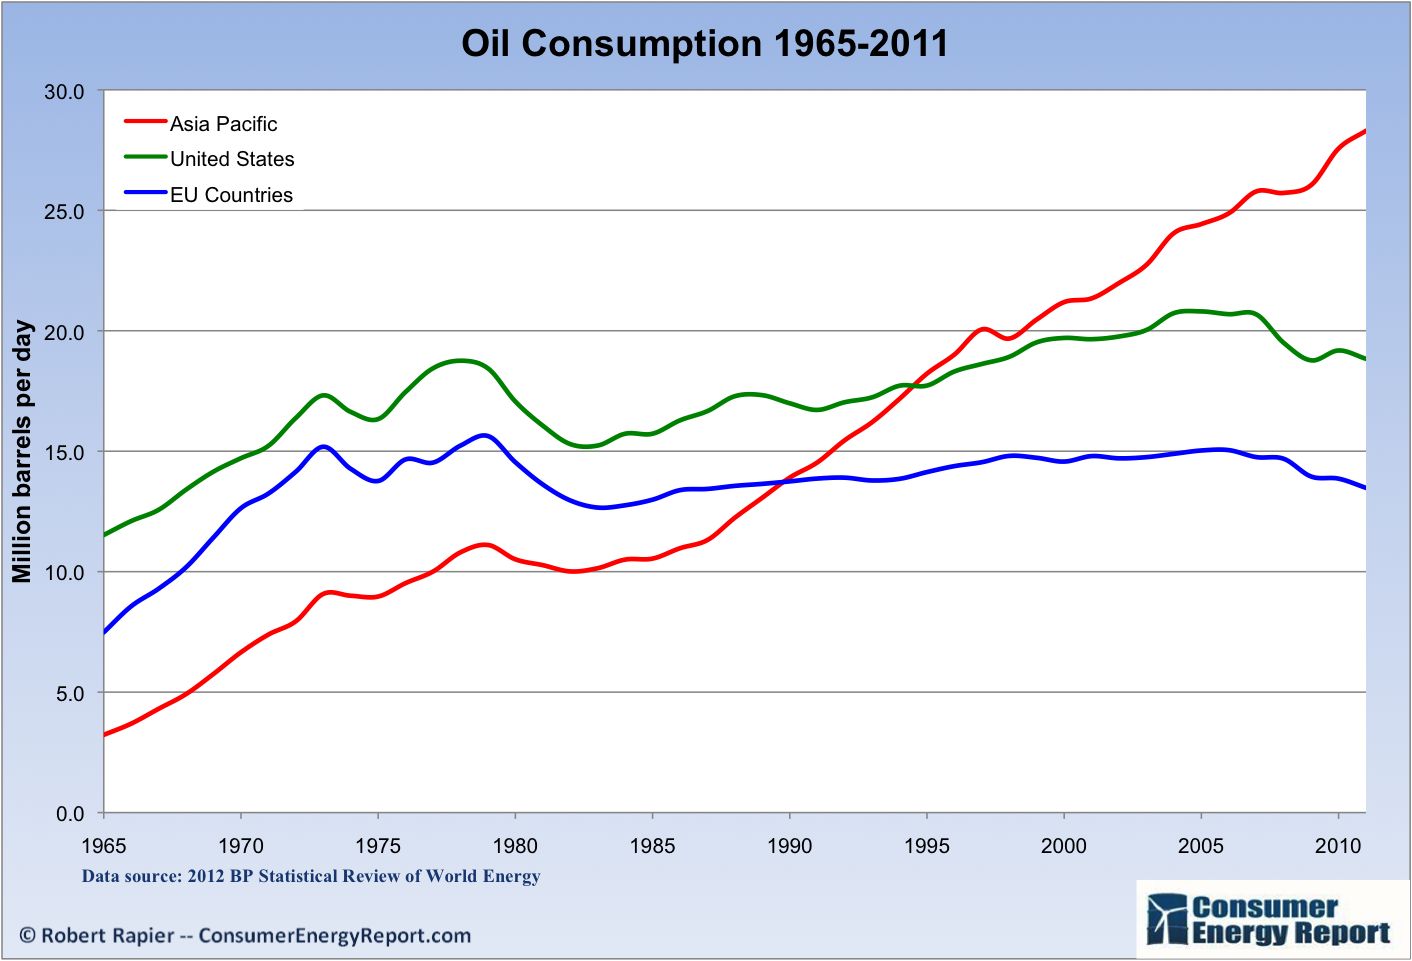 Oil Consumption 1965-2011
30.0
Asia Pacific
United States
EU Countries
25.0
20.0
15.0
10.0
5.0
0.0
Million barrels per day
1965 1970 1975 1980 1985 1990 1995 2000 2005 2010
Data source: 2012 BP Statistical Review of World Energy
© Robert Rapier -- ConsumerEnergyReport.com
Consumer
Energy Report